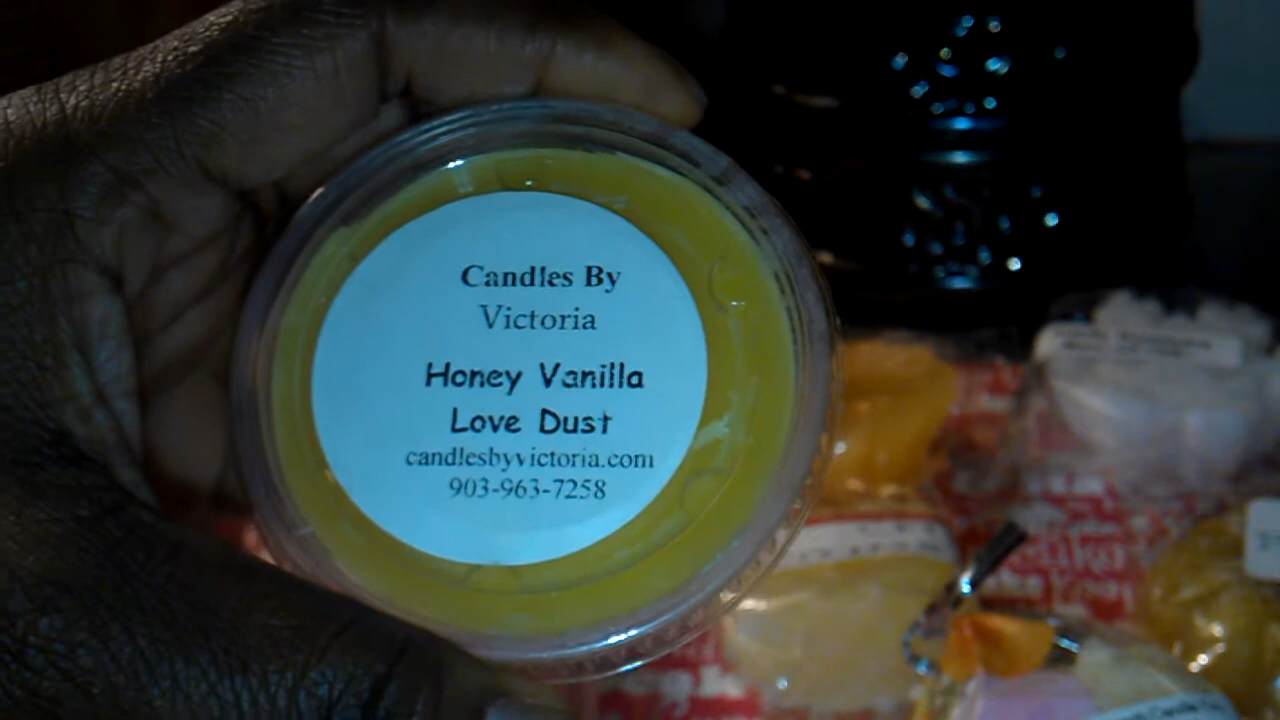 Candles By
Victoria
Honey Vanilla
Love Dust
candlesbyvictoria.com
903-963-7258